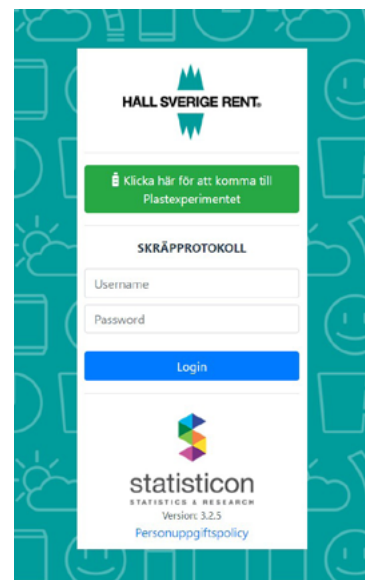 HÅLL SVERIGE RENT®
Klicka här för att komma till
Plastexperimentet
SKRÄPPROTOKOLL
Username
Password
Login
statisticon
STATISTICS & RESEARCH
Version: 3.2.5
Personuppgiftspolicy